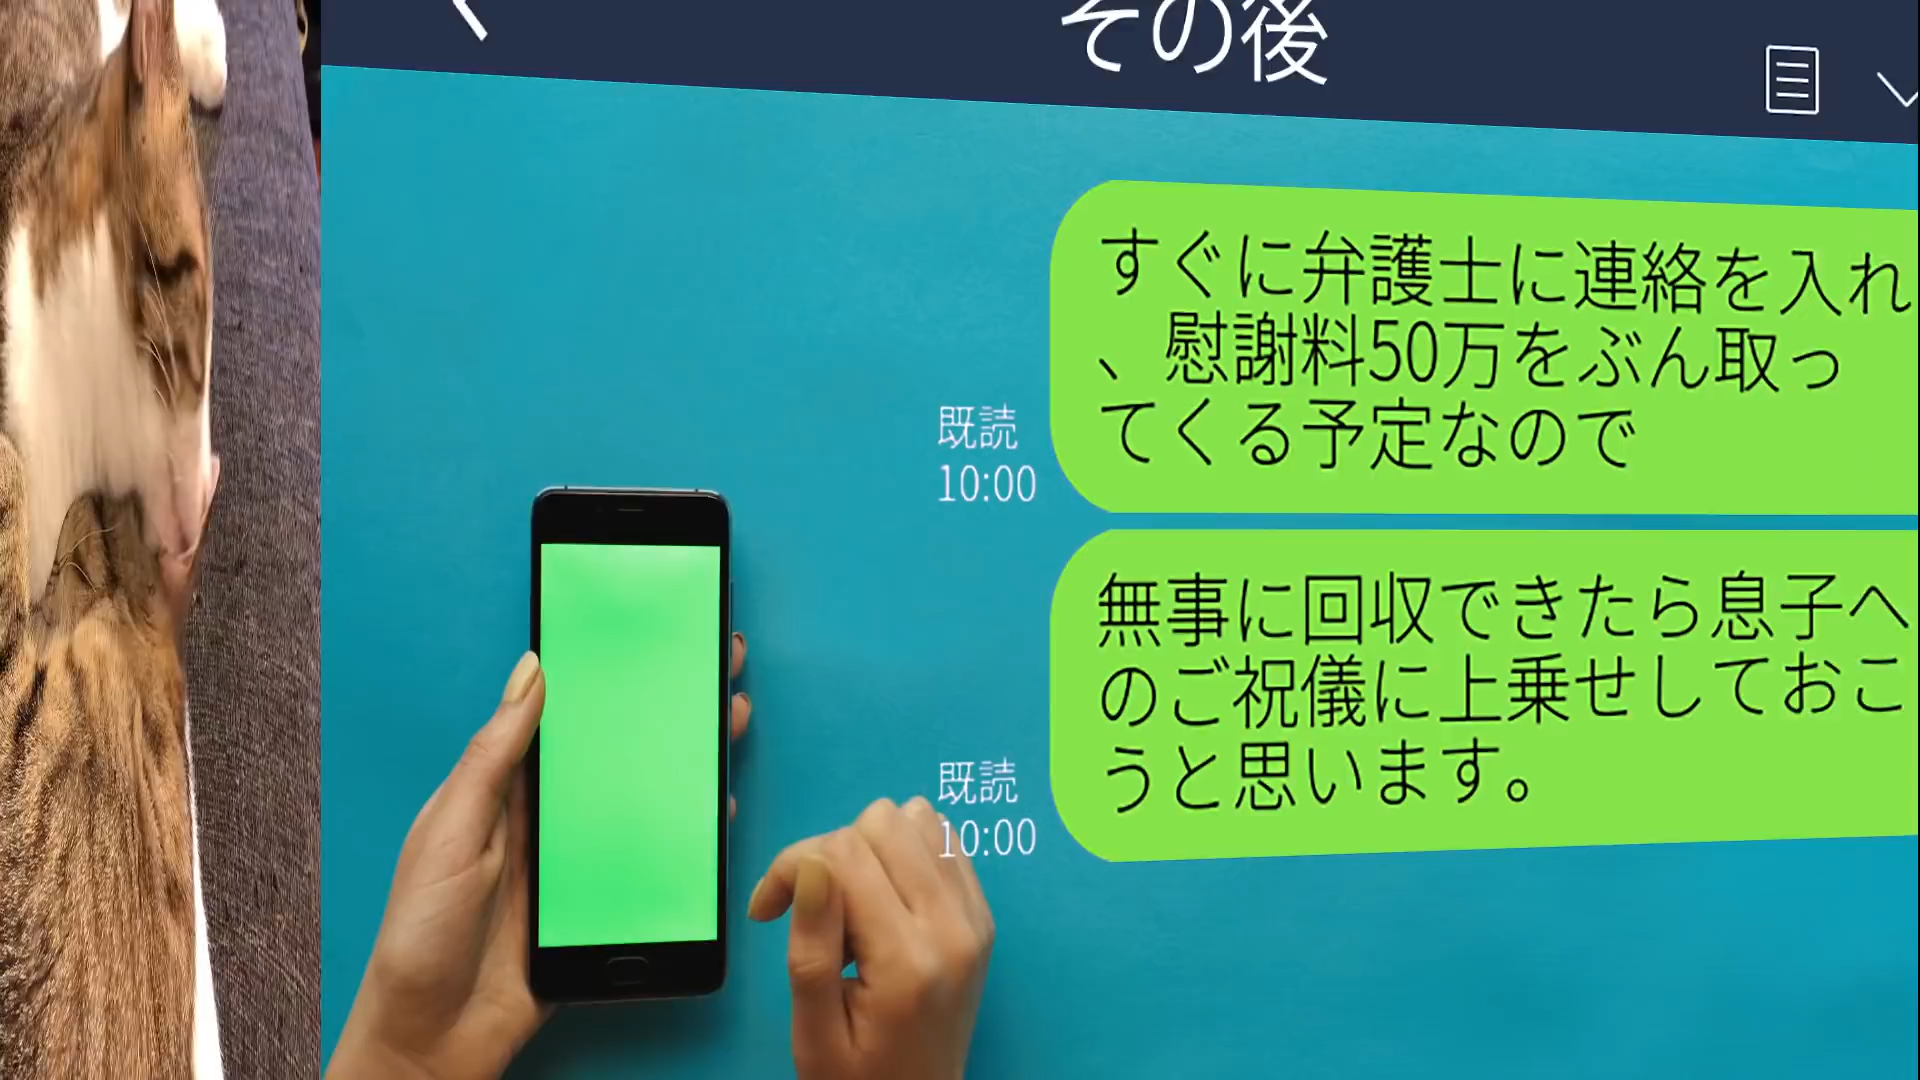 その後
すぐに弁護士に連絡を入れ
、慰謝料50万をぶん取っ
てくる予定なので
既読
10:00
無事に回収できたら息子へ
のご祝儀に上乗せしておこ
うと思います。
既読
10:00